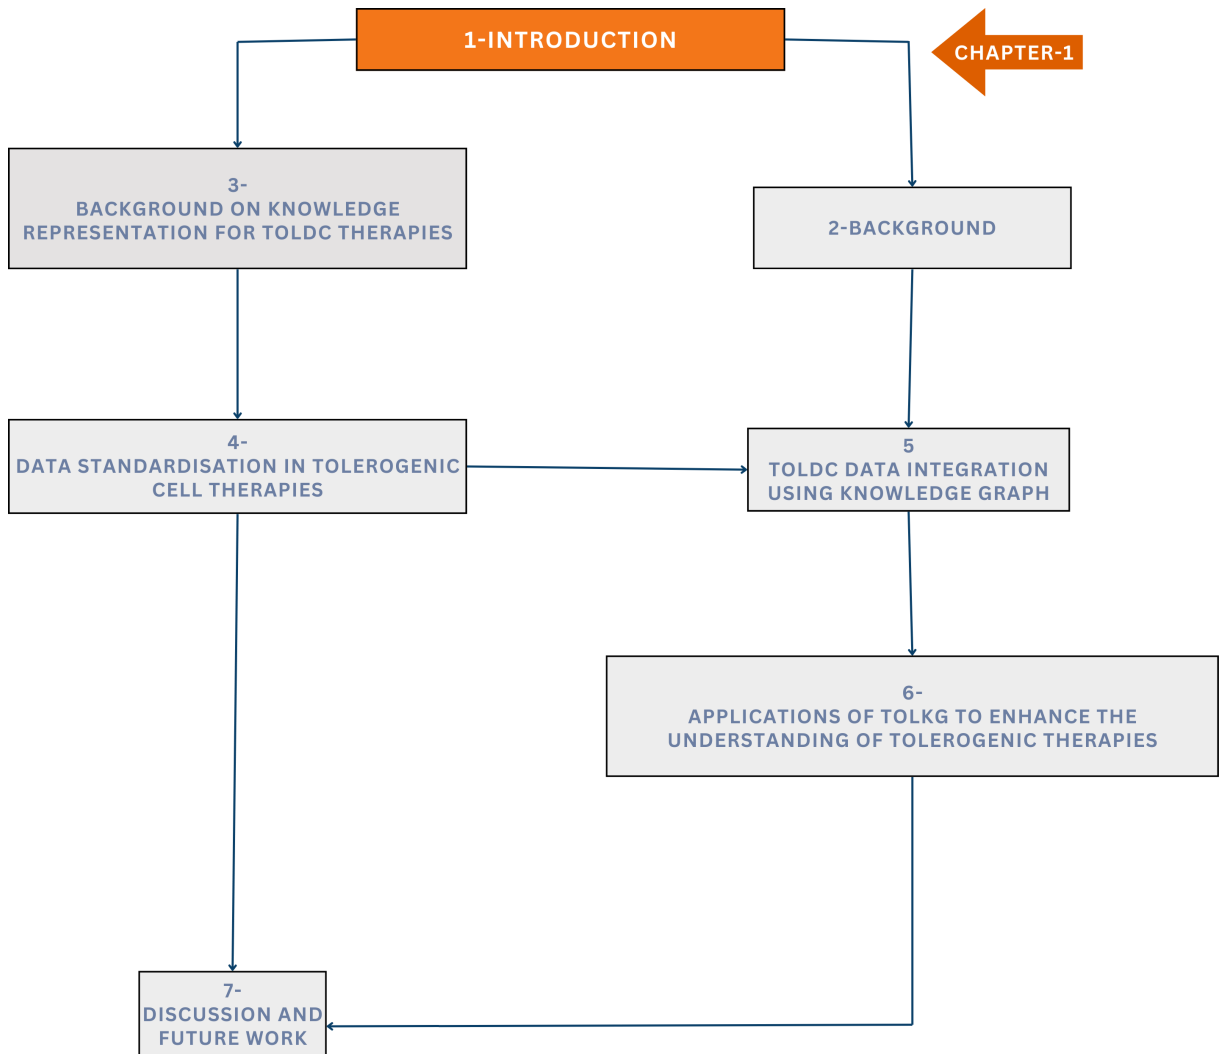 1-INTRODUCTION
CHAPTER-1
3-
BACKGROUND ON KNOWLEDGE
REPRESENTATION FOR TOLDC THERAPIES
2-BACKGROUND
4-
DATA STANDARDISATION IN TOLEROGENIC
CELL THERAPIES
5
TOLDC DATA INTEGRATION
USING KNOWLEDGE GRAPH
6-
APPLICATIONS OF TOLKG TO ENHANCE THE
UNDERSTANDING OF TOLEROGENIC THERAPIES
7-
DISCUSSION AND
FUTURE WORK